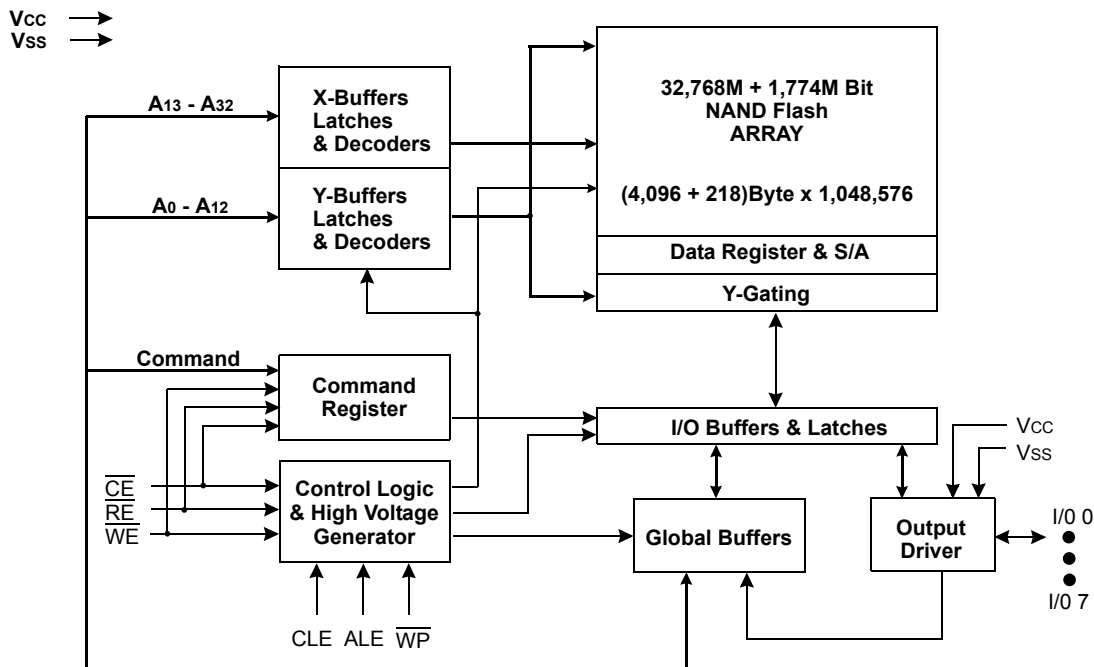 VCC
VSS
A13 - A32
X-Buffers
Latches
& Decoders
A0 - A12
Y-Buffers
Latches
& Decoders
32,768M + 1,774M Bit
NAND Flash
ARRAY
(4,096 + 218)Byte x 1,048,576
Data Register & S/A
Y-Gating
Command
Command
Register
I/O Buffers & Latches
VCC
VSS
CE
RE
WE
Control Logic
& High Voltage
Generator
Global Buffers
Output
Driver
I/0 0
I/0 7
CLE
ALE
WP